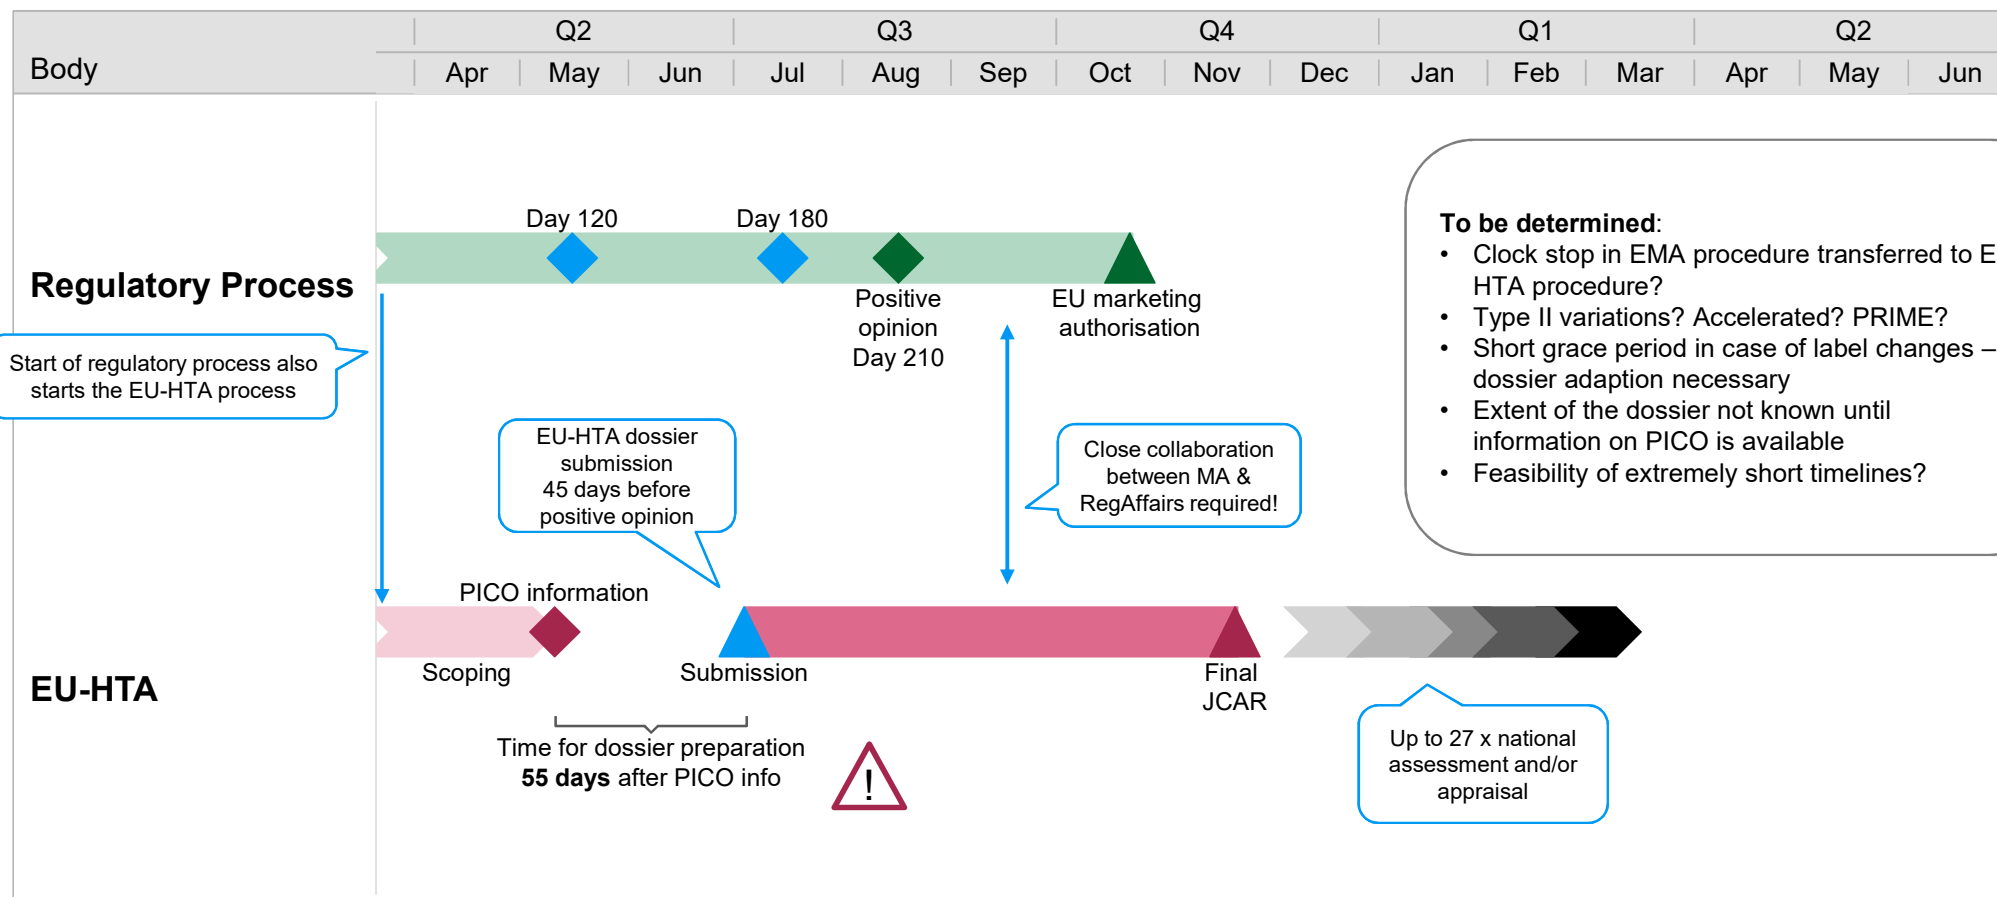 Body
Q2 Q3 Q4 Q1 Q2
Apr May Jun Jul Aug Sep Oct Nov Dec Jan Feb Mar Apr May Jun
Regulatory Process
Day 120
Day 180
Positive
opinion
Day 210
EU marketing
authorisation
Start of regulatory process also
starts the EU-HTA process
EU-HTA dossier
submission
45 days before
positive opinion
Close collaboration
between MA &
RegAffairs required!
To be determined:
• Clock stop in EMA procedure transferred to E
HTA procedure?
• Type II variations? Accelerated? PRIME?
• Short grace period in case of label changes –
dossier adaption necessary
• Extent of the dossier not known until
information on PICO is available
• Feasibility of extremely short timelines?
EU-HTA
PICO information
Scoping
Submission
Final
JCAR
Time for dossier preparation
55 days after PICO info
!
Up to 27 x national
assessment and/or
appraisal